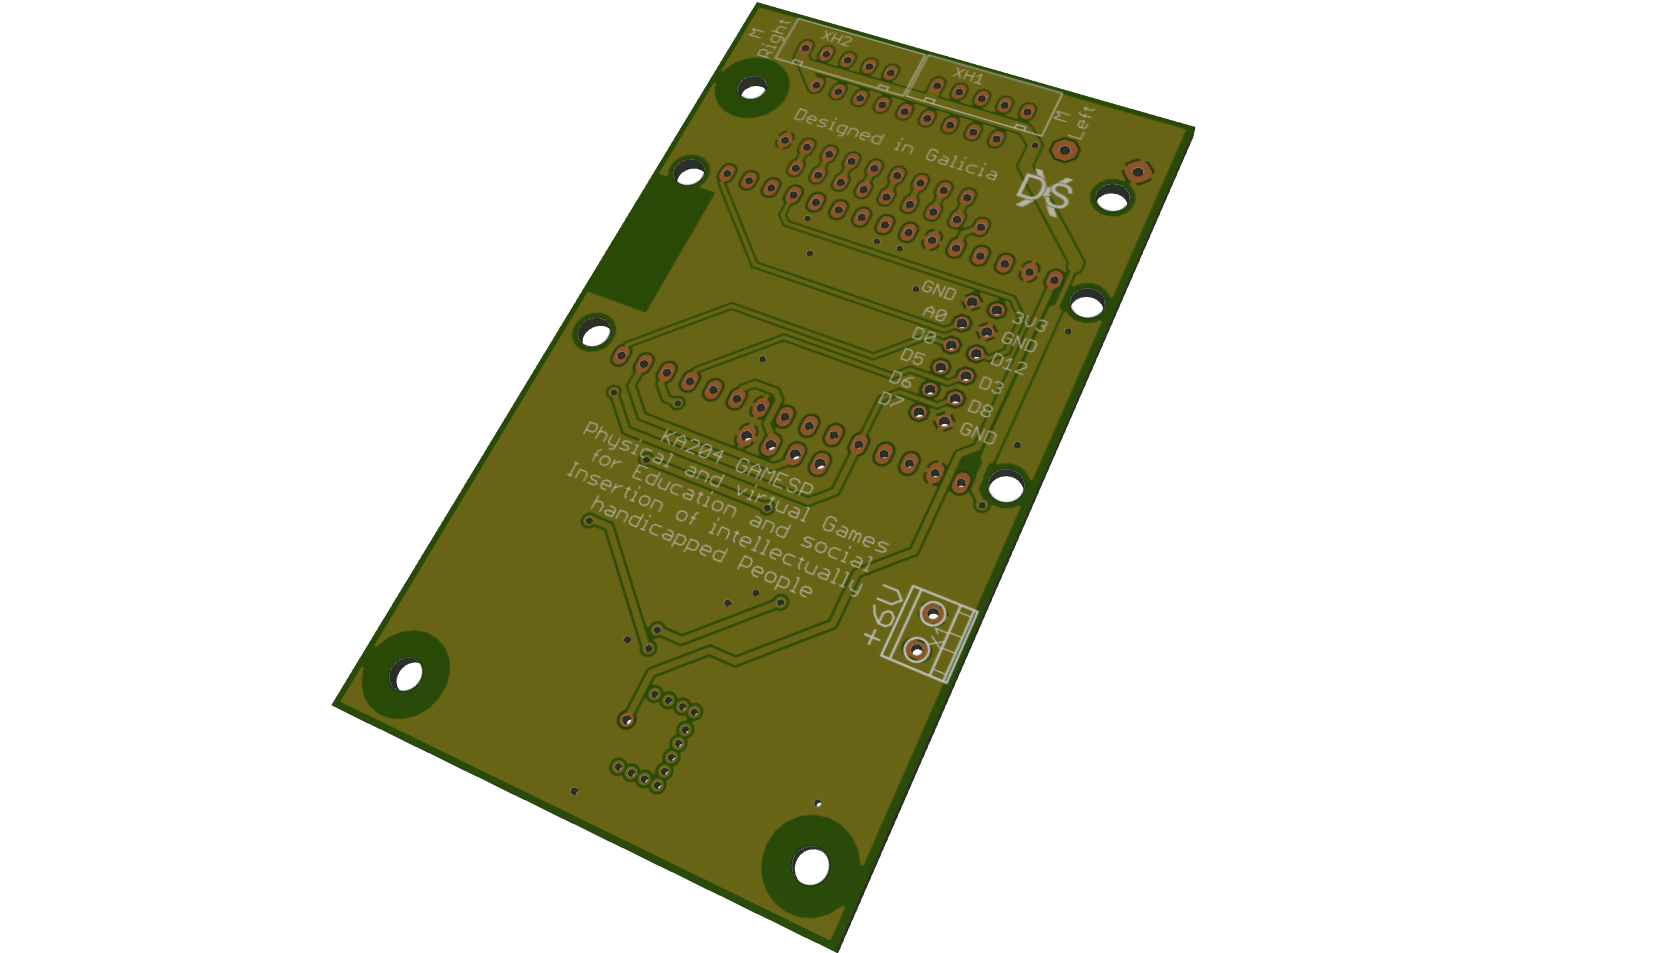 M
Right
XH2
XH1
M
Left
Designed in Galicia
DS
GND
3V3
A0
GND
D0
D12
D5
D3
D6
D8
D7
GND
KA204 GAMESP
Physical and virtual Games
for Education and social
Insertion of intellectually
handicapped People
+6V
X1